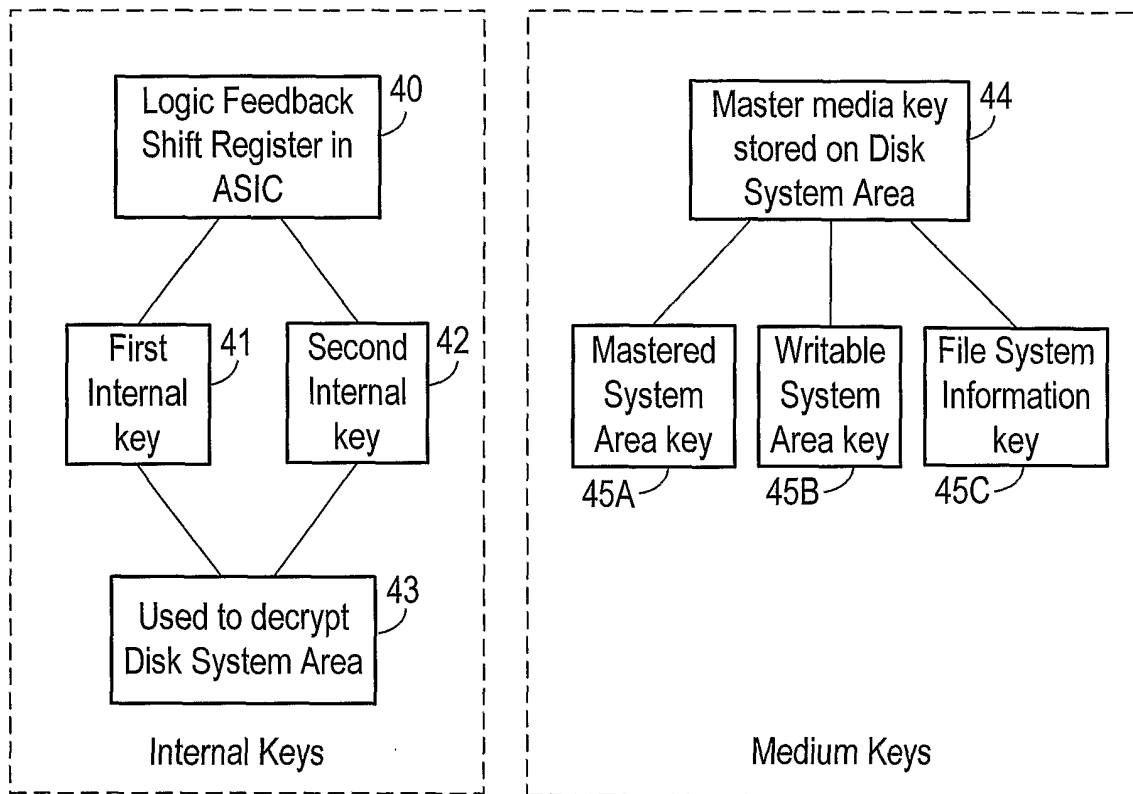 Logic Feedback
Shift Register in
ASIC
40
First
Internal
key
41
Second
Internal
key
42
Used to decrypt
Disk System Area
43
Internal Keys
Master media key
stored on Disk
System Area
44
Mastered
System
Area key
45A
Writable
System
Area key
45B
File System
Information
key
45C
Medium Keys